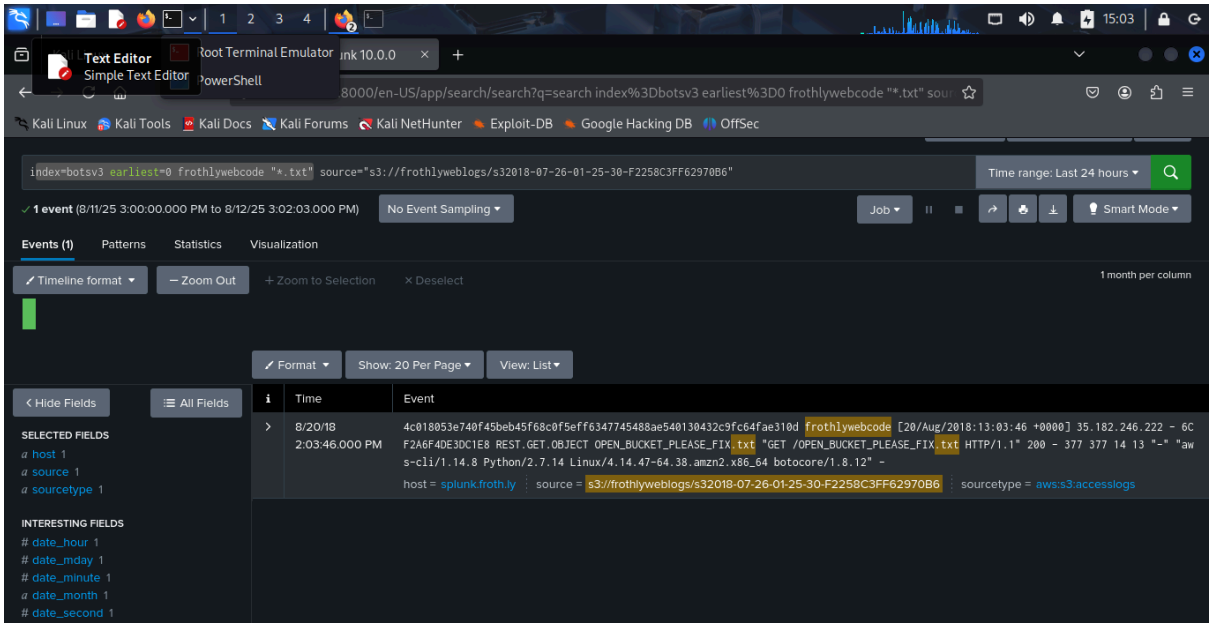 1 2 3 4 2 15:03
Text Editor
Simple Text Editor
Root Terminal Emulator
PowerShell
nk 10.0.0 × +
8000/en-US/app/search/search?q=search index%3Dbotsv3 earliest%3D0 frothlywebcode "*.txt" sour
Kali Linux Kali Tools Kali Docs Kali Forums Kali NetHunter Exploit-DB Google Hacking DB OffSec
index=botsv3 earliest=0 frothlywebcode "*.txt" source="s3://frothlyweblogs/s32018-07-26-01-25-30-F2258C3FF62970B6"
Time range: Last 24 hours
✓ 1 event (8/11/25 3:00:00.000 PM to 8/12/25 3:02:03.000 PM) No Event Sampling Job Smart Mode
Events (1) Patterns Statistics Visualization
Timeline format — Zoom Out + Zoom to Selection × Deselect 1 month per column
Format Show: 20 Per Page View: List
< Hide Fields All Fields i Time Event
SELECTED FIELDS
a host 1
a source 1
a sourcetype 1
INTERESTING FIELDS
# date_hour 1
# date_mday 1
# date_minute 1
a date_month 1
# date_second 1
> 8/20/18
2:03:46.000 PM
4c018053e740f45beb45f68c0f5eff6347745488ae540130432c9fc64fae310d frothlywebcode [20/Aug/2018:13:03:46 +0000] 35.182.246.222 - 6C
F2A6F4DE3DC1E8 REST.GET.OBJECT OPEN_BUCKET_PLEASE_FIX.txt "GET /OPEN_BUCKET_PLEASE_FIX.txt HTTP/1.1" 200 - 377 377 14 13 "-" "aw
s-cli/1.14.8 Python/2.7.14 Linux/4.14.47-64.38.amzn2.x86_64 botocore/1.8.12" -
host = splunk.froth.ly source = s3://frothlyweblogs/s32018-07-26-01-25-30-F2258C3FF62970B6 sourcetype = aws:s3:accesslogs